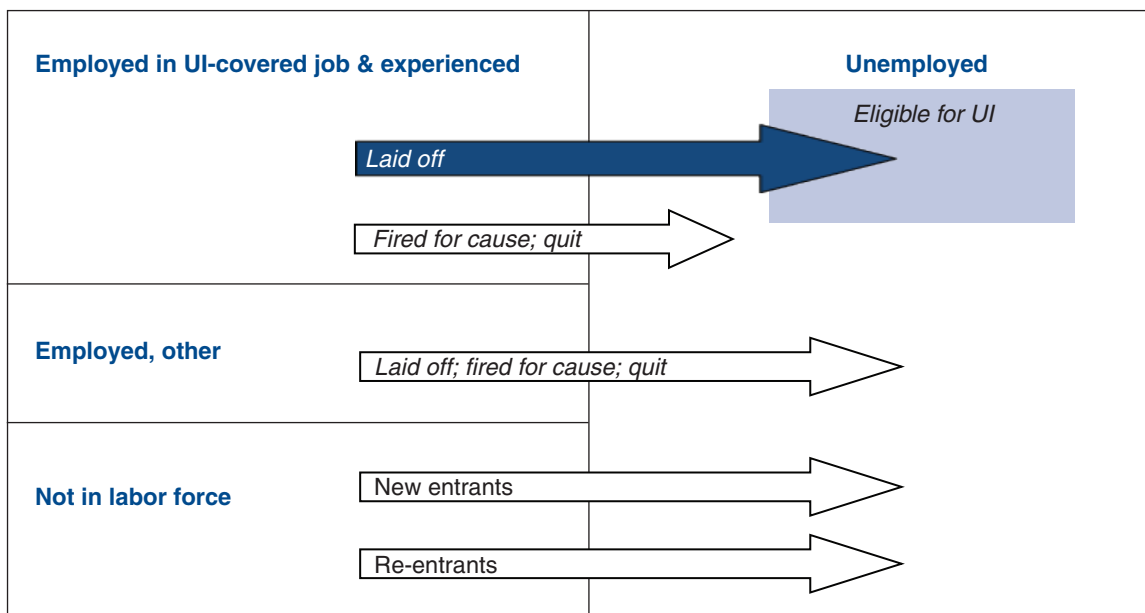 Employed in UI-covered job & experienced
Unemployed
Eligible for UI
Laid off
Fired for cause; quit
Employed, other
Laid off; fired for cause; quit
Not in labor force
New entrants
Re-entrants